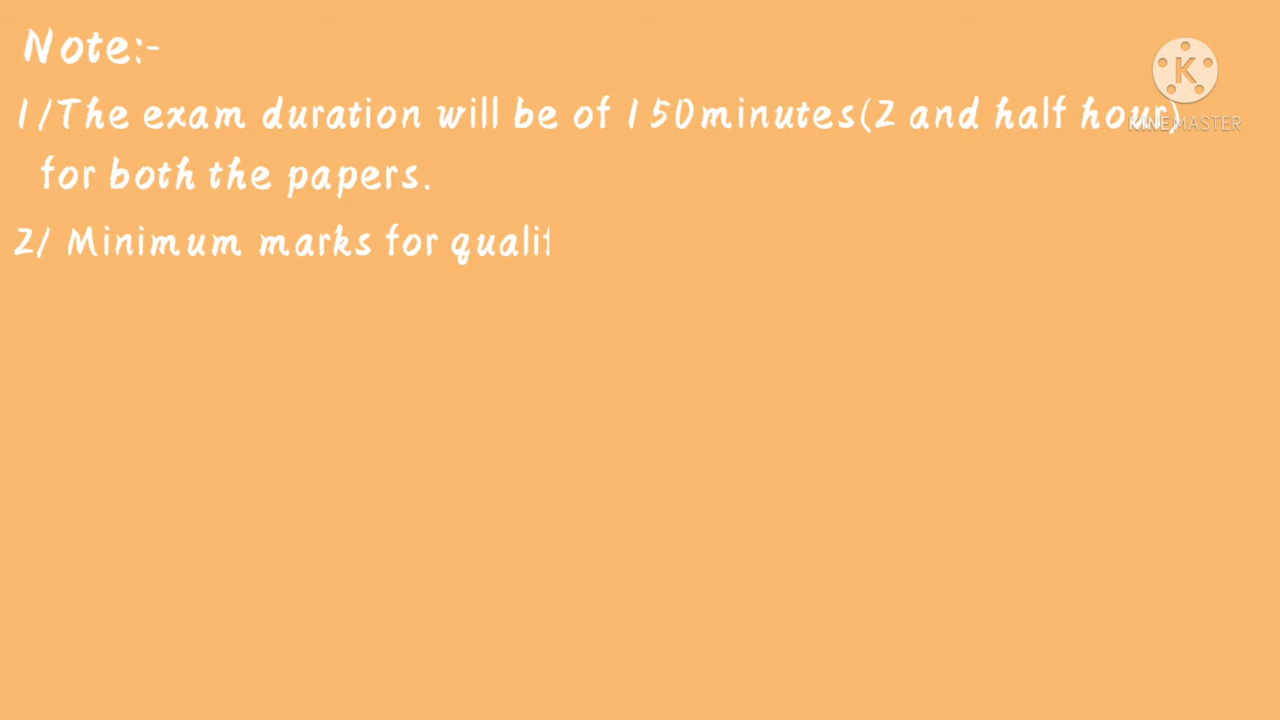 Note:-
1/The exam duration will be of 150minutes(2 and half hour)
for both the papers.
2/ Minimum marks for
KINEMASTER